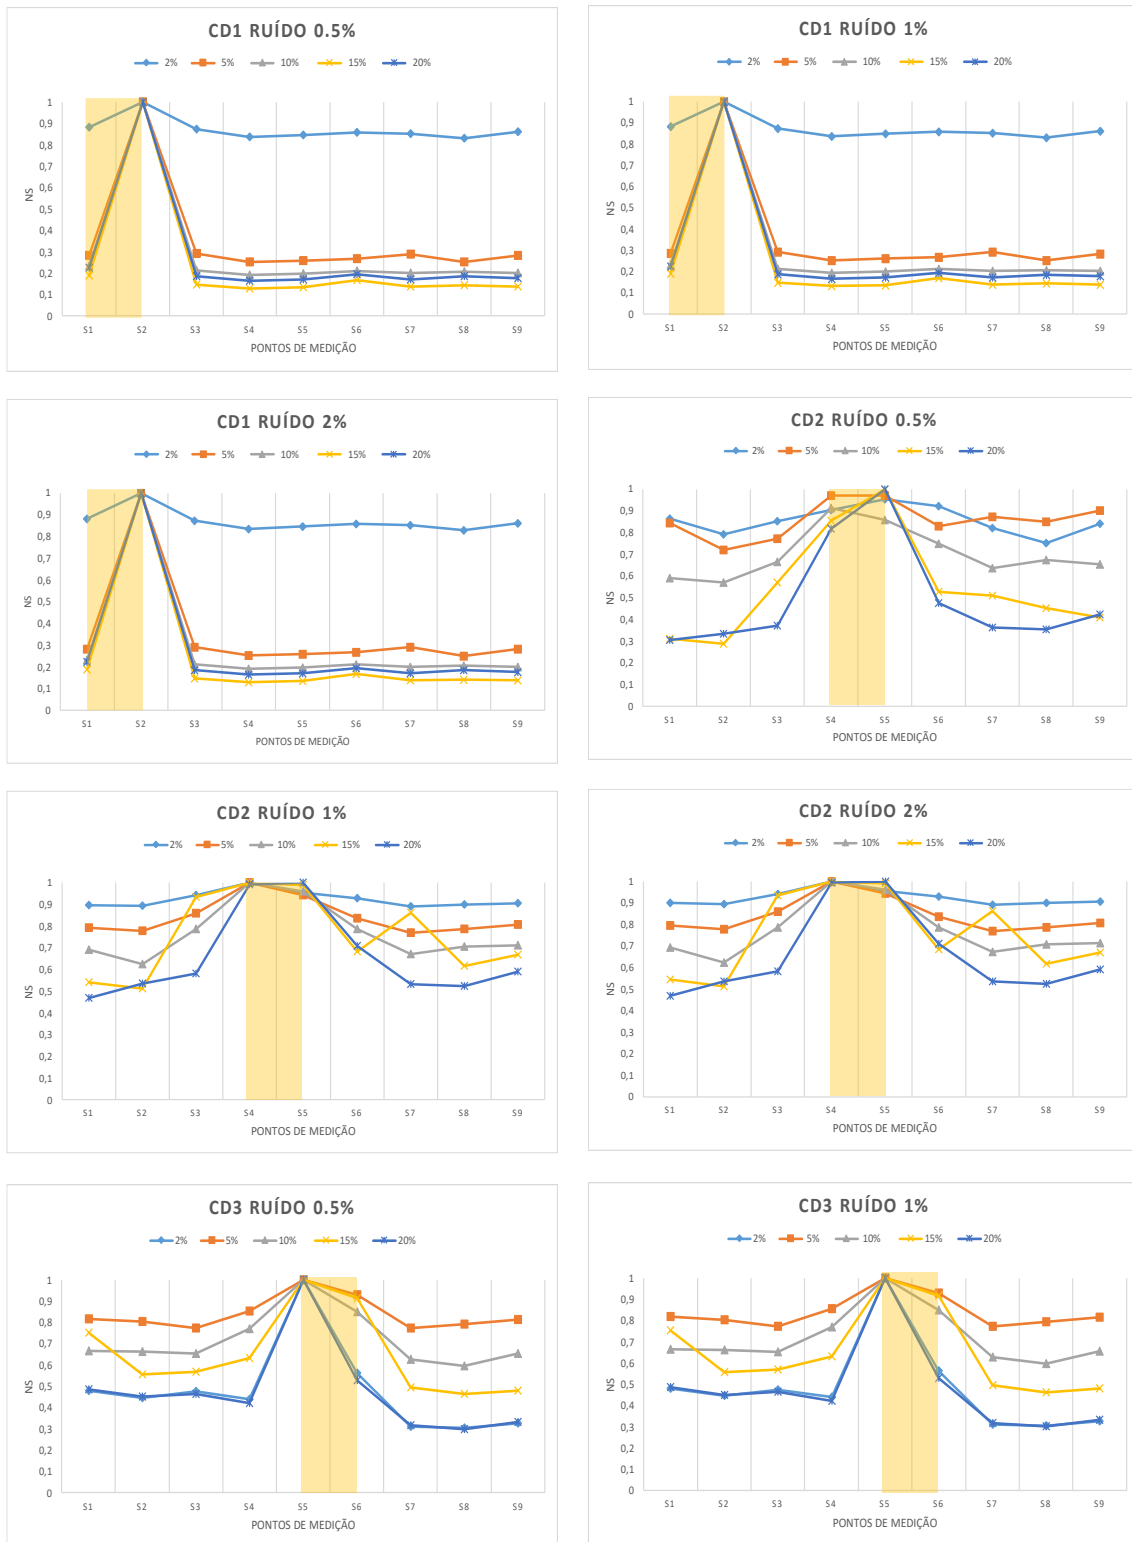 CD1 RUÍDO 0.5%
2% 5% 10% 15% 20%
1
0,9
0,8
0,7
0,6
0,5
0,4
0,3
0,2
0,1
0
NS
S1 S2 S3 S4 S5 S6 S7 S8 S9
PONTOS DE MEDIÇÃO
CD1 RUÍDO 1%
2% 5% 10% 15% 20%
1
0,9
0,8
0,7
0,6
0,5
0,4
0,3
0,2
0,1
0
NS
S1 S2 S3 S4 S5 S6 S7 S8 S9
PONTOS DE MEDIÇÃO
CD1 RUÍDO 2%
2% 5% 10% 15% 20%
1
0,9
0,8
0,7
0,6
0,5
0,4
0,3
0,2
0,1
0
NS
S1 S2 S3 S4 S5 S6 S7 S8 S9
PONTOS DE MEDIÇÃO
CD2 RUÍDO 0.5%
2% 5% 10% 15% 20%
1
0,9
0,8
0,7
0,6
0,5
0,4
0,3
0,2
0,1
0
NS
S1 S2 S3 S4 S5 S6 S7 S8 S9
PONTOS DE MEDIÇÃO
CD2 RUÍDO 1%
2% 5% 10% 15% 20%
1
0,9
0,8
0,7
0,6
0,5
0,4
0,3
0,2
0,1
0
NS
S1 S2 S3 S4 S5 S6 S7 S8 S9
PONTOS DE MEDIÇÃO
CD2 RUÍDO 2%
2% 5% 10% 15% 20%
1
0,9
0,8
0,7
0,6
0,5
0,4
0,3
0,2
0,1
0
NS
S1 S2 S3 S4 S5 S6 S7 S8 S9
PONTOS DE MEDIÇÃO
CD3 RUÍDO 0.5%
2% 5% 10% 15% 20%
1
0,9
0,8
0,7
0,6
0,5
0,4
0,3
0,2
0,1
0
NS
S1 S2 S3 S4 S5 S6 S7 S8 S9
PONTOS DE MEDIÇÃO
CD3 RUÍDO 1%
2% 5% 10% 15% 20%
1
0,9
0,8
0,7
0,6
0,5
0,4
0,3
0,2
0,1
0
NS
S1 S2 S3 S4 S5 S6 S7 S8 S9
PONTOS DE MEDIÇÃO